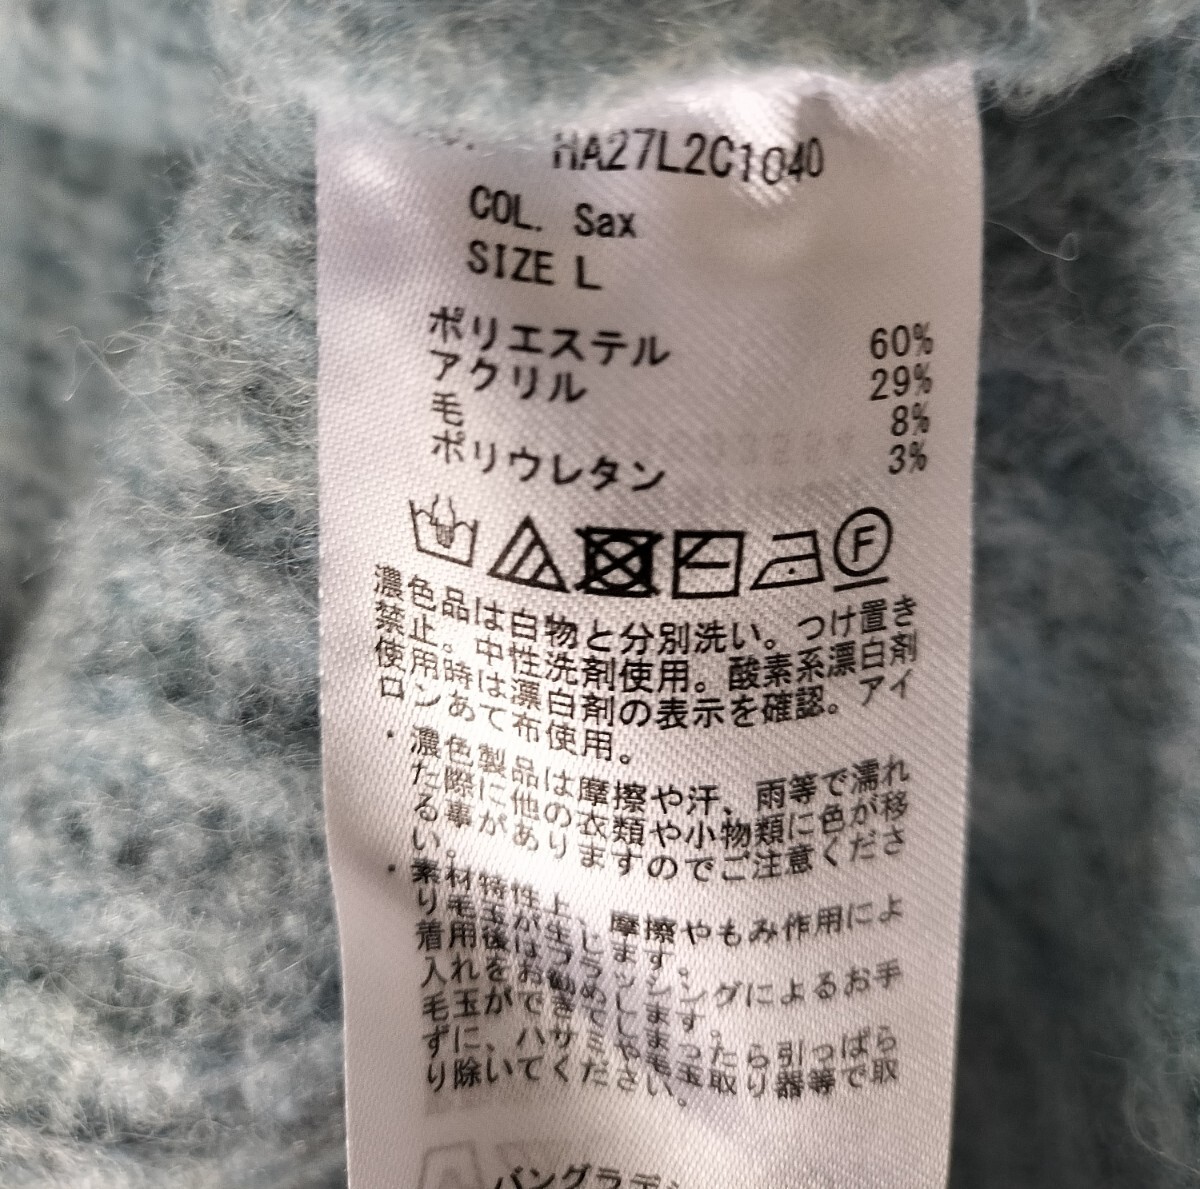 HA27L2C1040
COL. Sax
SIZE L
ポリエステル 60%
アクリル 29%
毛 8%
ポリウレタン 3%
F
濃色品は白物と分別洗い。つけ置き
禁止。中性洗剤使用。酸素系漂白剤
使用時は漂白剤の表示を確認。アイ
ロンあて布使用。
・濃色製品は摩擦や汗、雨等で濡れ
た際に他の衣類や小物類に色が移
る事がありますのでご注意くださ
い。
・素材特性上、摩擦やもみ作用によ
り毛玉が生じます。
着用後はブラッシングによるお手
入れをお勧めします。
毛玉ができてしまったら引っぱら
ずに、ハサミや毛玉取り器等で取
り除いてください。
バングラデシ